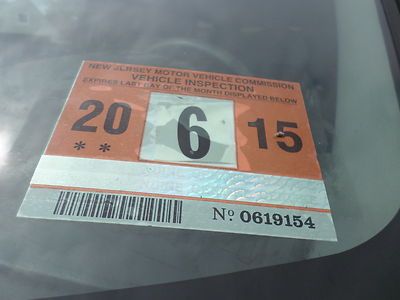 NEW JERSEY MOTOR VEHICLE COMMISSION
VEHICLE INSPECTION
EXPIRES LAST DAY OF THE MONTH DISPLAYED BELOW
20 6 15
**
Nº 0619154